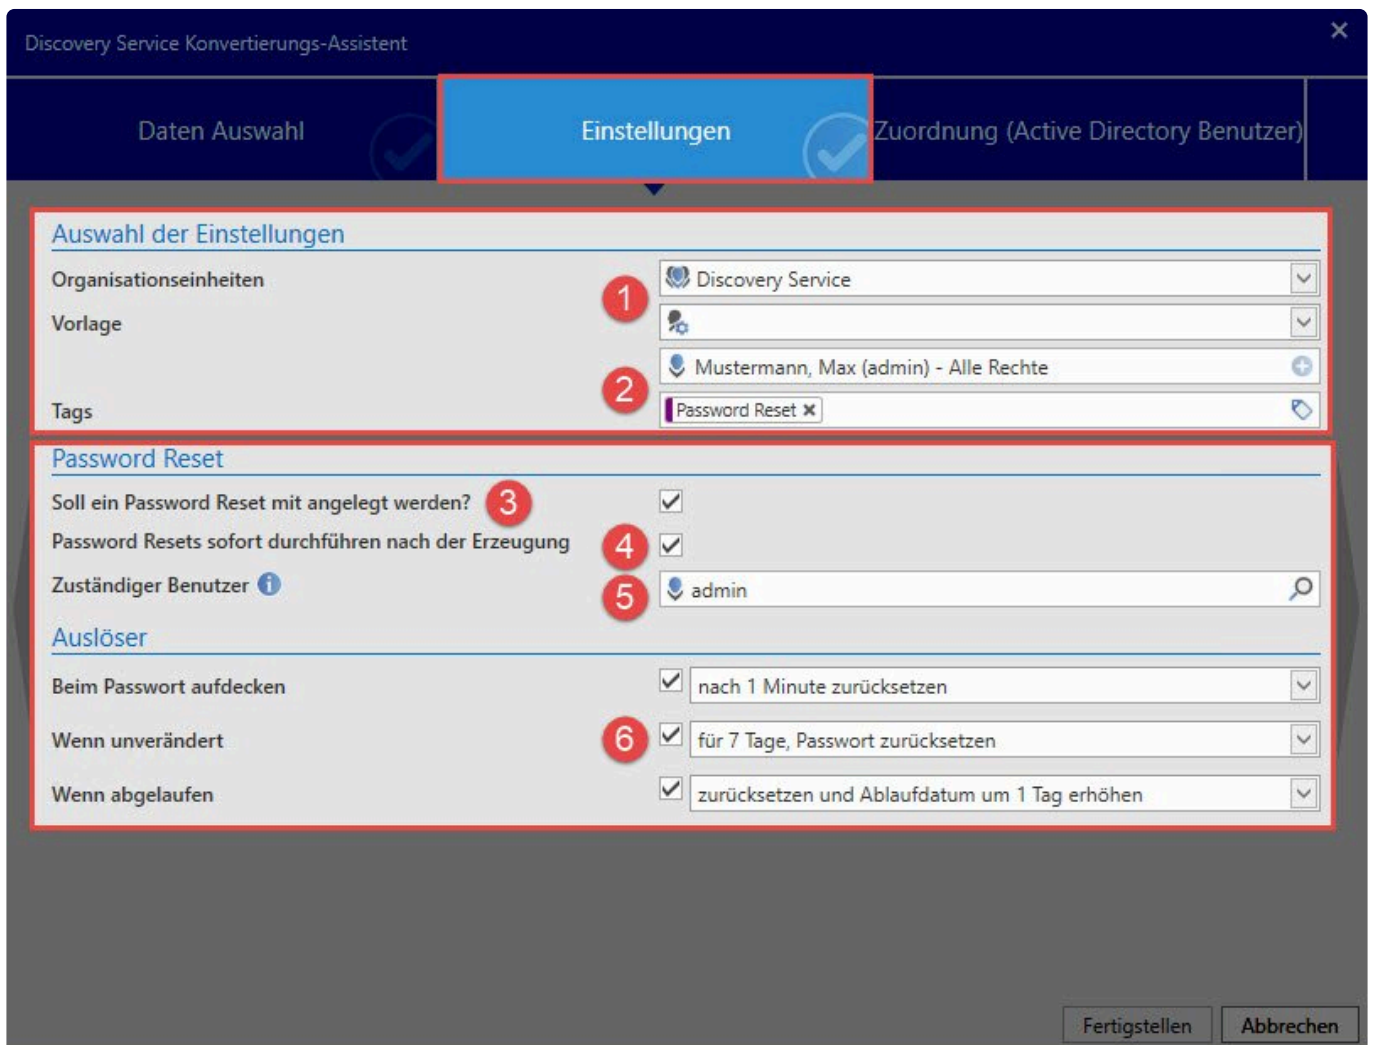 Discovery Service Konvertierungs-Assistent
Daten Auswahl
Einstellungen
Zuordnung (Active Directory Benutzer)
Auswahl der Einstellungen
Organisationseinheiten
1
Discovery Service
Vorlage
Mustermann, Max (admin) - Alle Rechte
2
Tags
Password Reset
Password Reset
Soll ein Password Reset mit angelegt werden? 3
Password Resets sofort durchführen nach der Erzeugung 4
Zuständiger Benutzer i 5 admin
Auslöser
Beim Passwort aufdecken nach 1 Minute zurücksetzen
Wenn unverändert 6 für 7 Tage, Passwort zurücksetzen
Wenn abgelaufen zurücksetzen und Ablaufdatum um 1 Tag erhöhen
Fertigstellen Abbrechen